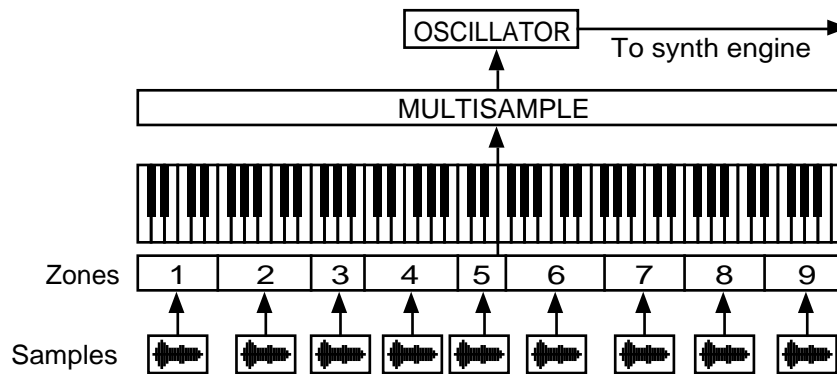 OSCILLATOR
To synth engine
MULTISAMPLE
Zones 1 2 3 4 5 6 7 8 9
Samples